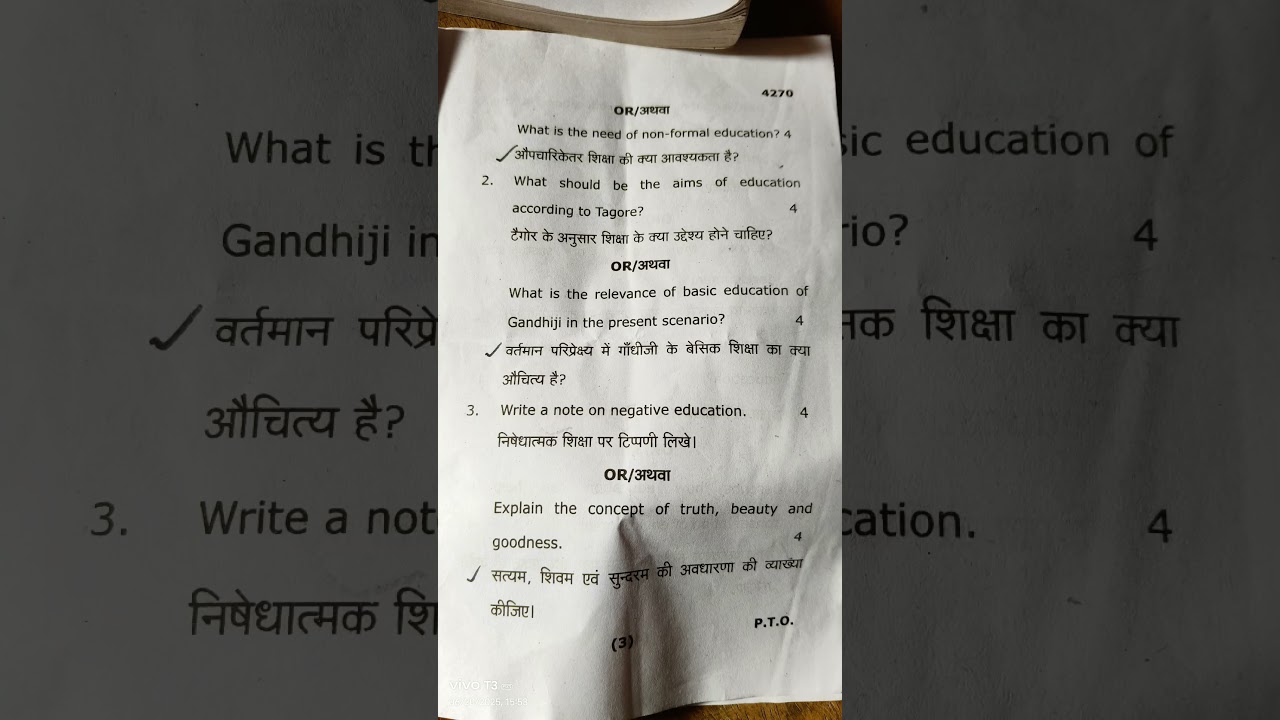 4270
OR/अथवा
What is the need of non-formal education? 4
औपचारिकेतर शिक्षा की क्या आवश्यकता है?
2. What should be the aims of education
according to Tagore? 4
टैगोर के अनुसार शिक्षा के क्या उद्देश्य होने चाहिए?
OR/अथवा
What is the relevance of basic education of
Gandhiji in the present scenario? 4
वर्तमान परिप्रेक्ष्य में गाँधीजी के बेसिक शिक्षा का क्या
औचित्य है?
3. Write a note on negative education. 4
निषेधात्मक शिक्षा पर टिप्पणी लिखे।
OR/अथवा
Explain the concept of truth, beauty and
goodness. 4
सत्यम, शिवम एवं सुन्दरम की अवधारणा की व्याख्या
कीजिए।
P.T.O.
(3)
VIVO T3